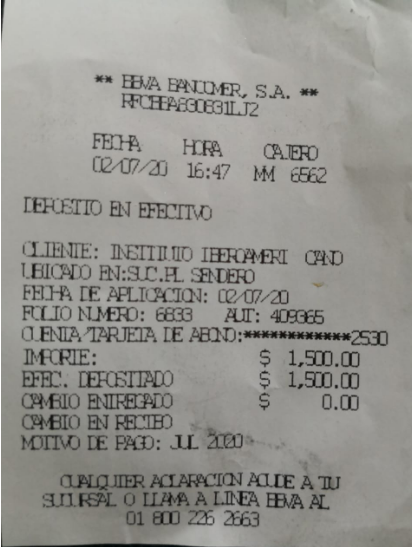 ** BBVA BANCOMER, S.A. **
RFCBBA830831LJ2
FECHA HORA CAJERO
02/07/20 16:47 MM 6562
DEPOSITO EN EFECTIVO
CLIENTE: INSTITUTO IBEROAMERI CANO
UBICADO EN:SUC.PL SENDERO
FECHA DE APLICACION: 02/07/20
FOLIO NUMERO: 6833 AUT: 409365
CUENTA/TARJETA DE ABONO:************2530
IMPORTE: $ 1,500.00
EFEC. DEPOSITADO $ 1,500.00
CAMBIO ENTREGADO $ 0.00
CAMBIO EN RECIBO
MOTIVO DE PAGO: JUL 2020
CUALQUIER ACLARACION ACUDE A TU
SUCURSAL O LLAMA A LINEA BBVA AL
01 800 226 2663